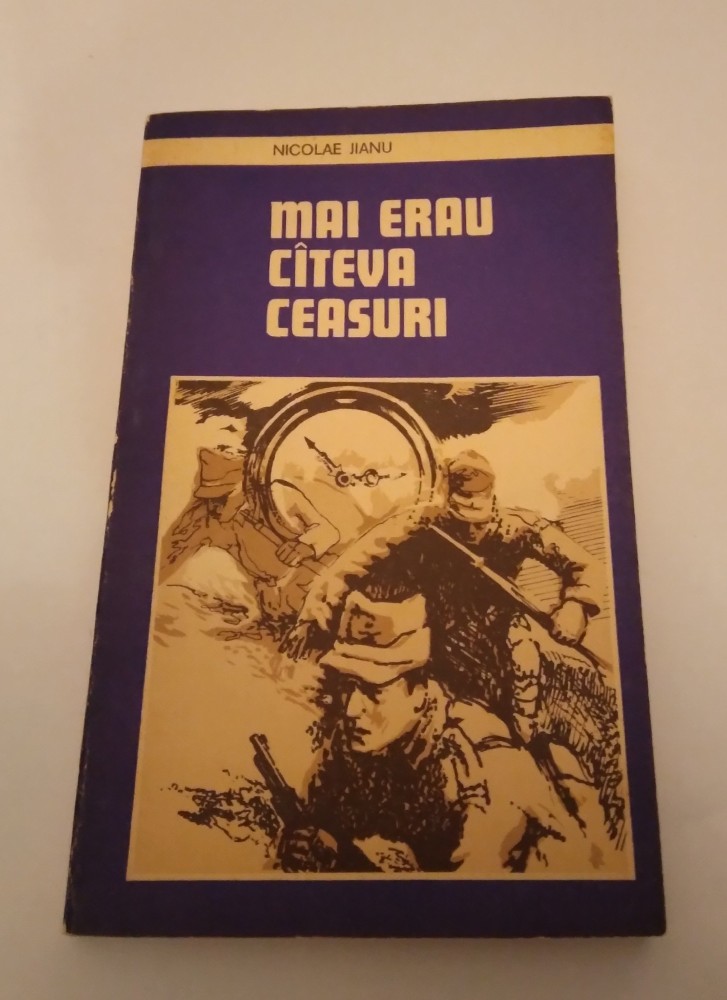 NICOLAE JIANU
MAI ERAU
CÎTEVA
CEASURI